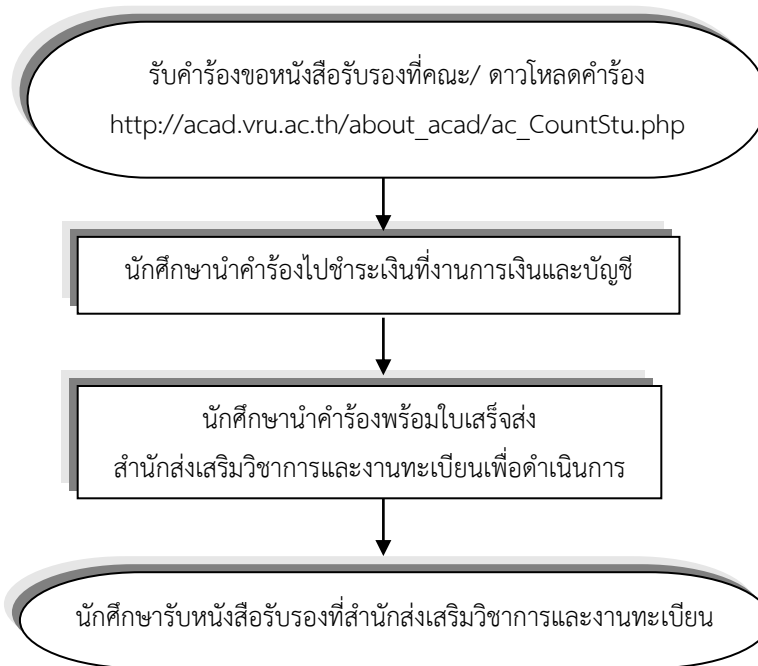 รับคำร้องขอหนังสือรับรองที่คณะ/ ดาวโหลดคำร้อง
http://acad.vru.ac.th/about_acad/ac_CountStu.php
นักศึกษานำคำร้องไปชำระเงินที่งานการเงินและบัญชี
นักศึกษานำคำร้องพร้อมใบเสร็จส่ง
สำนักส่งเสริมวิชาการและงานทะเบียนเพื่อดำเนินการ
นักศึกษารับหนังสือรับรองที่สำนักส่งเสริมวิชาการและงานทะเบียน